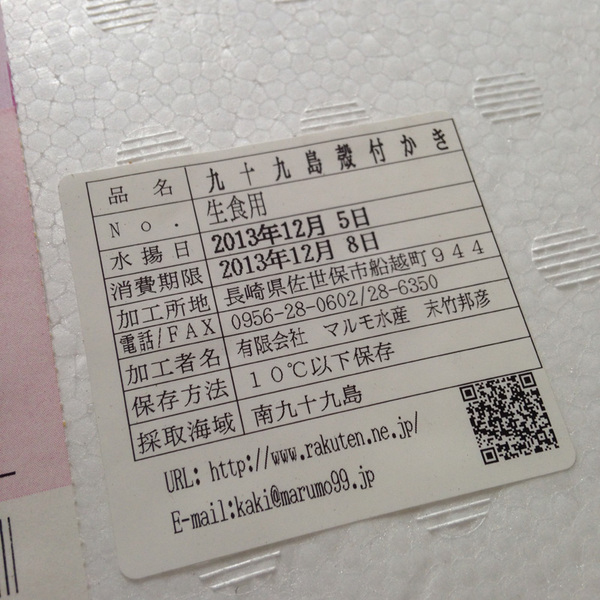 品名 九十九島殻付かき
No. 生食用
水揚日 2013年12月 5日
消費期限 2013年12月 8日
加工所地 長崎県佐世保市船越町９４４
電話/FAX 0956-28-0602/28-6350
加工者名 有限会社 マルモ水産 末竹邦彦
保存方法 １０℃以下保存
採取海域 南九十九島
URL: http://www.rakuten.ne.jp/
E-mail:kaki@marumo99.jp